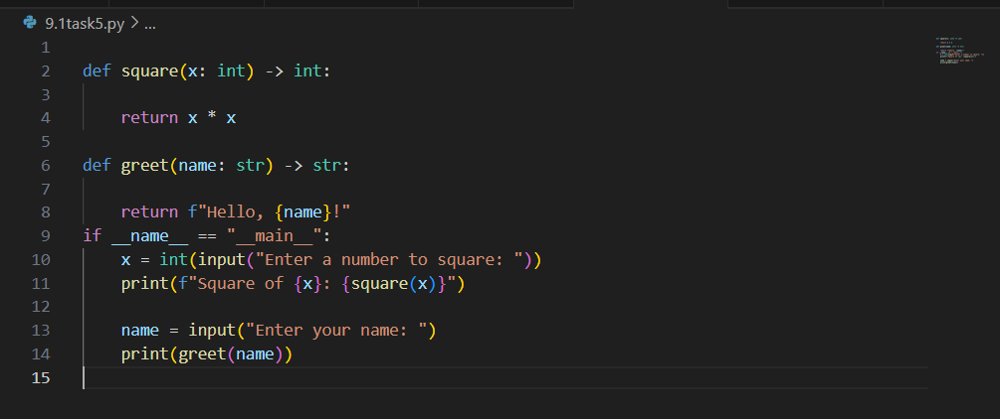 9.1task5.py > ...
1
2 def square(x: int) -> int:
3
4     return x * x
5
6 def greet(name: str) -> str:
7
8     return f"Hello, {name}!"
9 if __name__ == "__main__":
10     x = int(input("Enter a number to square: "))
11     print(f"Square of {x}: {square(x)}")
12
13     name = input("Enter your name: ")
14     print(greet(name))
15